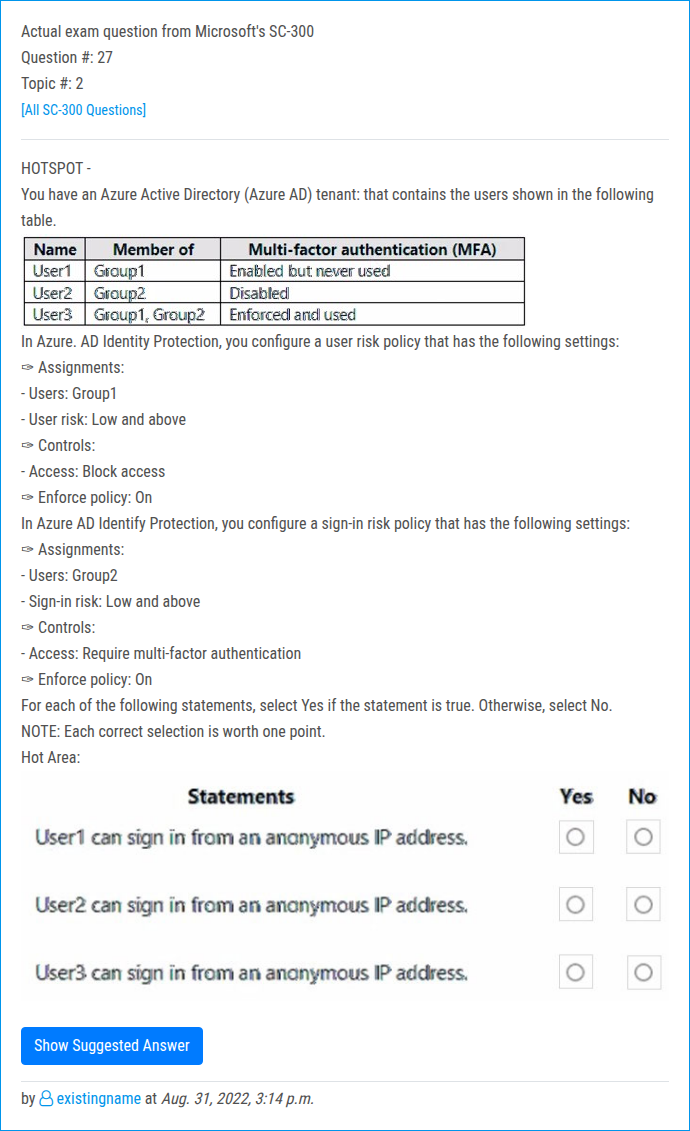 Actual exam question from Microsoft's SC-300
Question #: 27
Topic #: 2
[All SC-300 Questions]
HOTSPOT -
You have an Azure Active Directory (Azure AD) tenant: that contains the users shown in the following
table.
Name Member of Multi-factor authentication (MFA)
User1 Group1 Enabled but never used
User2 Group2 Disabled
User3 Group1, Group2 Enforced and used
In Azure. AD Identity Protection, you configure a user risk policy that has the following settings:
✑ Assignments:
- Users: Group1
- User risk: Low and above
✑ Controls:
- Access: Block access
✑ Enforce policy: On
In Azure AD Identify Protection, you configure a sign-in risk policy that has the following settings:
✑ Assignments:
- Users: Group2
- Sign-in risk: Low and above
✑ Controls:
- Access: Require multi-factor authentication
✑ Enforce policy: On
For each of the following statements, select Yes if the statement is true. Otherwise, select No.
NOTE: Each correct selection is worth one point.
Hot Area:
Statements Yes No
User1 can sign in from an anonymous IP address.
User2 can sign in from an anonymous IP address.
User3 can sign in from an anonymous IP address.
Show Suggested Answer
by existingname at Aug. 31, 2022, 3:14 p.m.